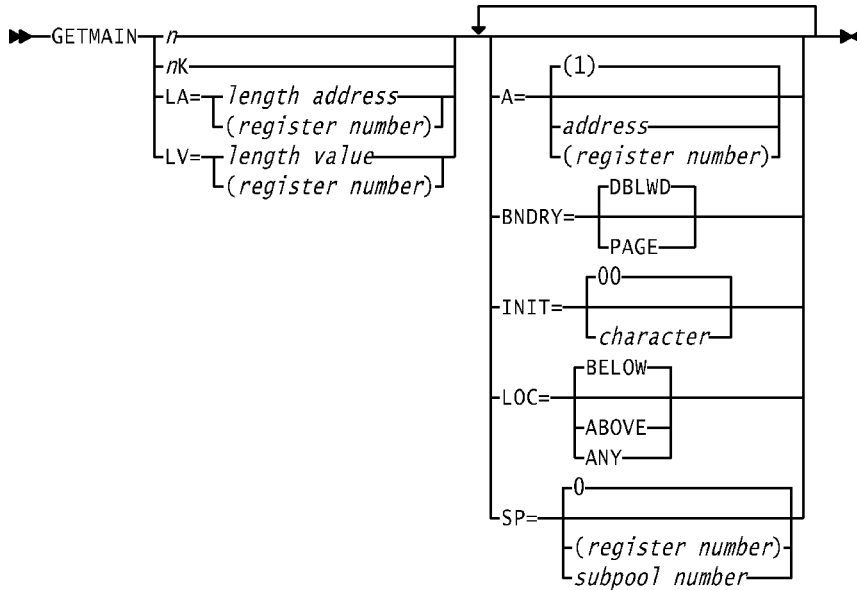 GETMAIN n
nK
LA= length address
(register number)
LV= length value
(register number)
(1)
A=
address
(register number)
DBLWD
BNDRY=
PAGE
00
INIT=
character
BELOW
LOC=
ABOVE
ANY
0
SP=
(register number)
subpool number